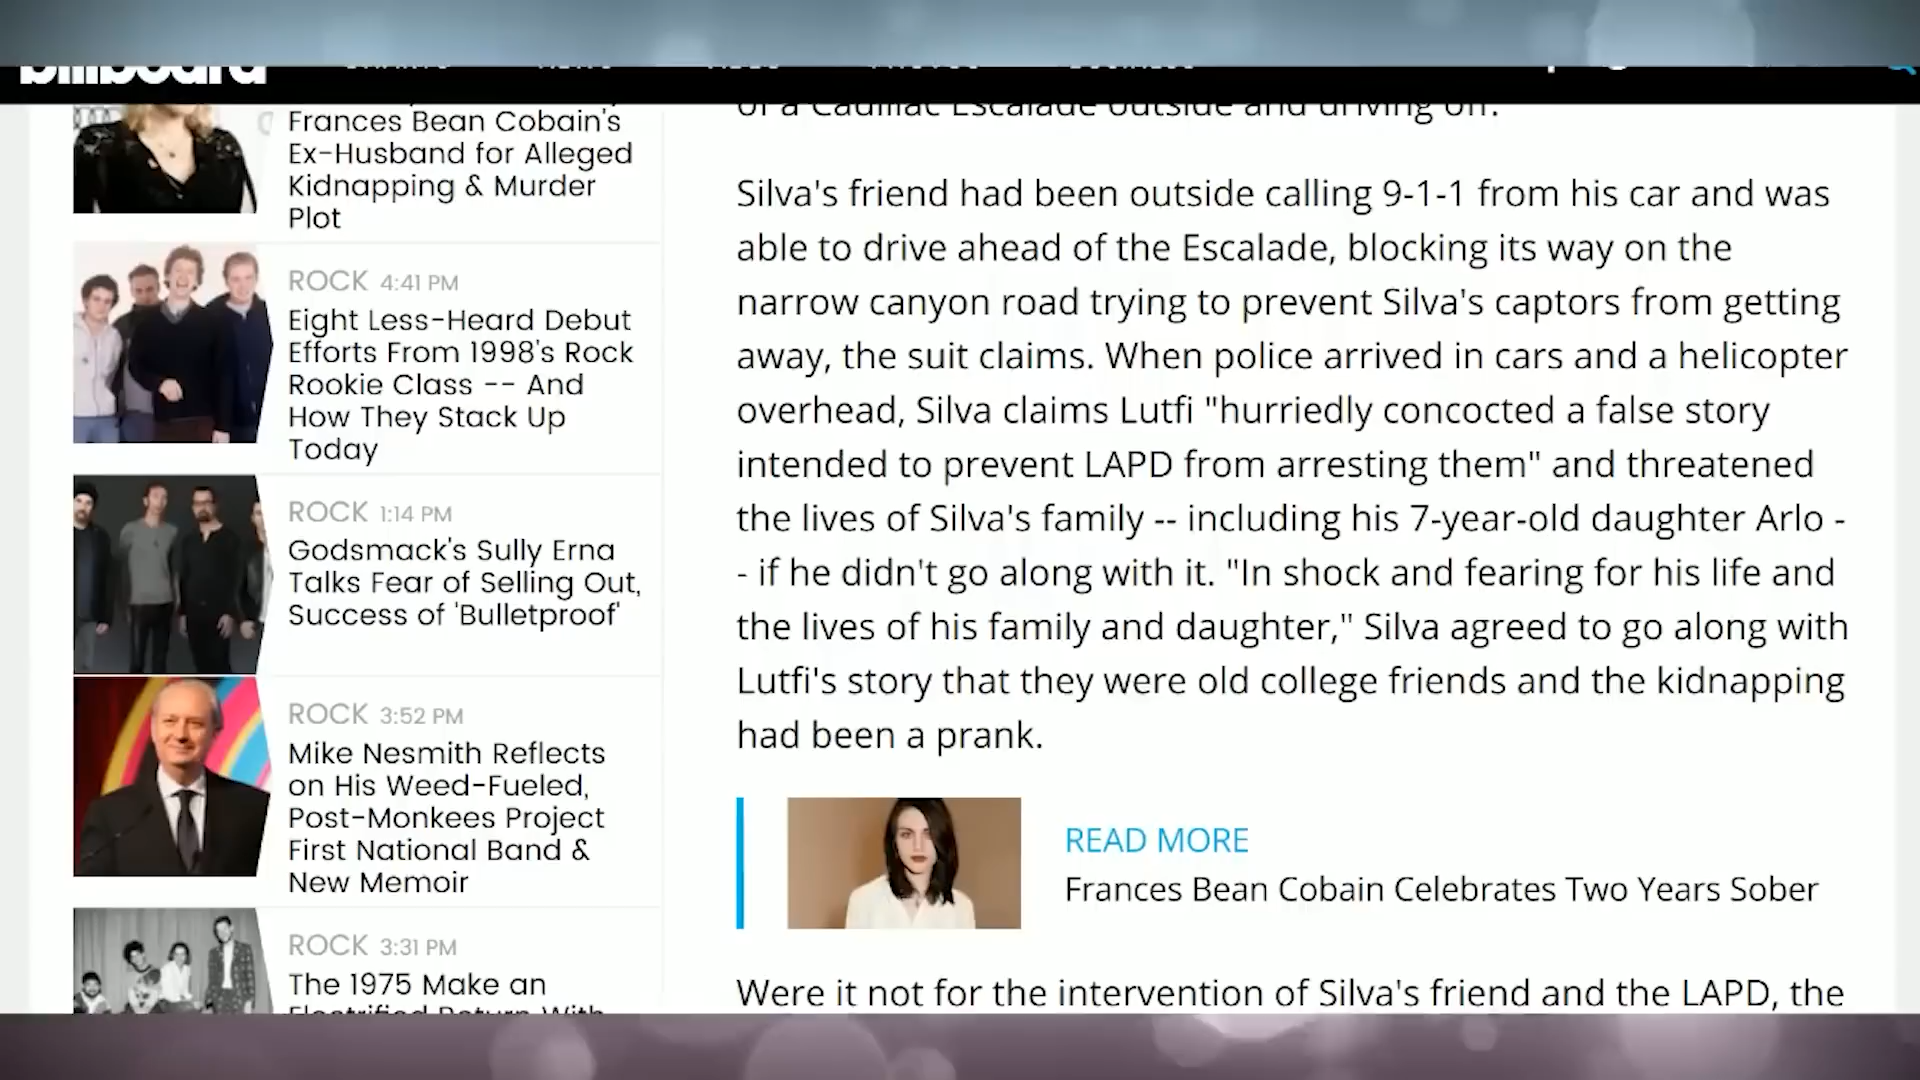 billboard
Frances Bean Cobain's
Ex-Husband for Alleged
Kidnapping & Murder
Plot
ROCK 4:41 PM
Eight Less-Heard Debut
Efforts From 1998's Rock
Rookie Class -- And
How They Stack Up
Today
ROCK 1:14 PM
Godsmack's Sully Erna
Talks Fear of Selling Out,
Success of 'Bulletproof'
ROCK 3:52 PM
Mike Nesmith Reflects
on His Weed-Fueled,
Post-Monkees Project
First National Band &
New Memoir
ROCK 3:31 PM
The 1975 Make an
Electrified Return With
of a Cadillac Escalade outside and driving off.
Silva's friend had been outside calling 9-1-1 from his car and was
able to drive ahead of the Escalade, blocking its way on the
narrow canyon road trying to prevent Silva's captors from getting
away, the suit claims. When police arrived in cars and a helicopter
overhead, Silva claims Lutfi "hurriedly concocted a false story
intended to prevent LAPD from arresting them" and threatened
the lives of Silva's family -- including his 7-year-old daughter Arlo -
- if he didn't go along with it. "In shock and fearing for his life and
the lives of his family and daughter," Silva agreed to go along with
Lutfi's story that they were old college friends and the kidnapping
had been a prank.
READ MORE
Frances Bean Cobain Celebrates Two Years Sober
Were it not for the intervention of Silva's friend and the LAPD, the